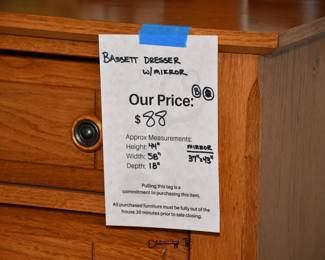 BASSETT DRESSER
W/MIRROR
Our Price:
$88
Approx Measurements:
Height: 44"
Width: 58"
Depth: 18"
MIRROR
37"x43"
Pulling this tag is a
commitment to purchasing this item.
All purchased furniture must be fully out of the
house 30 minutes prior to sale closing.